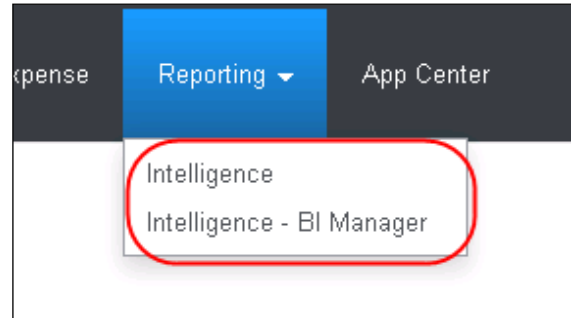 xpense Reporting App Center
Intelligence
Intelligence - BI Manager